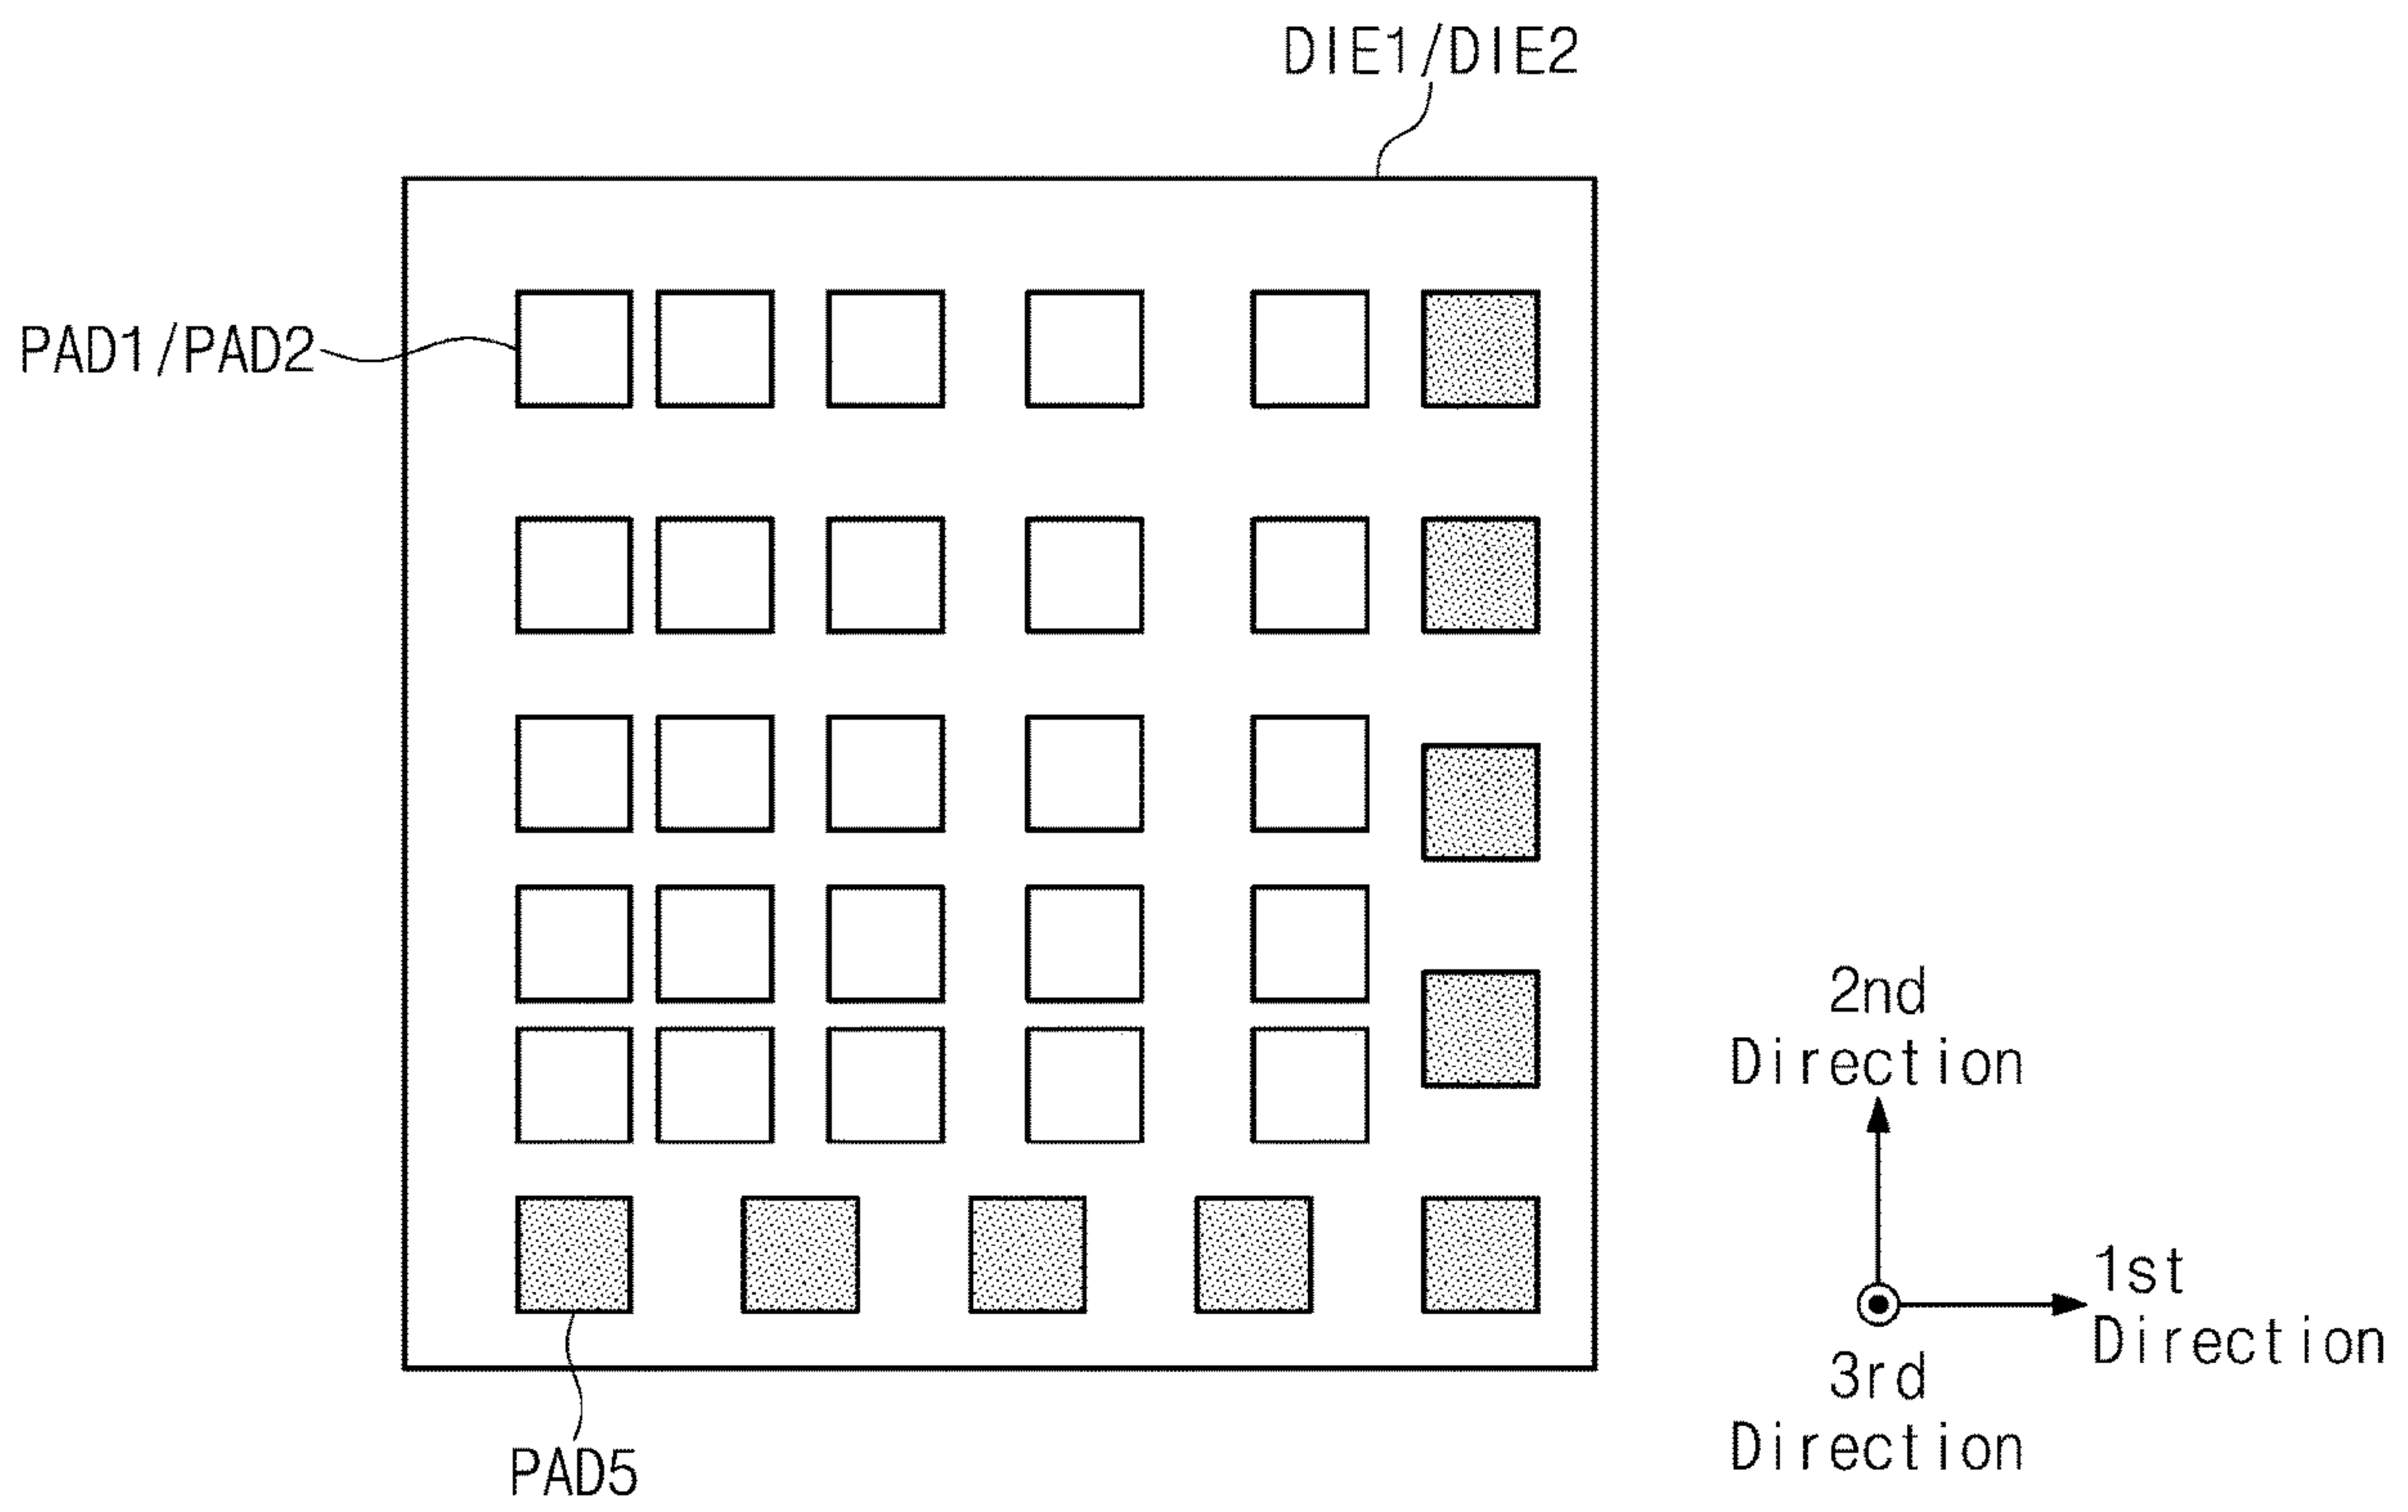 DIE1/DIE2
PAD1/PAD2
2nd
Direction
1st
Direction
3rd
Direction
PAD5